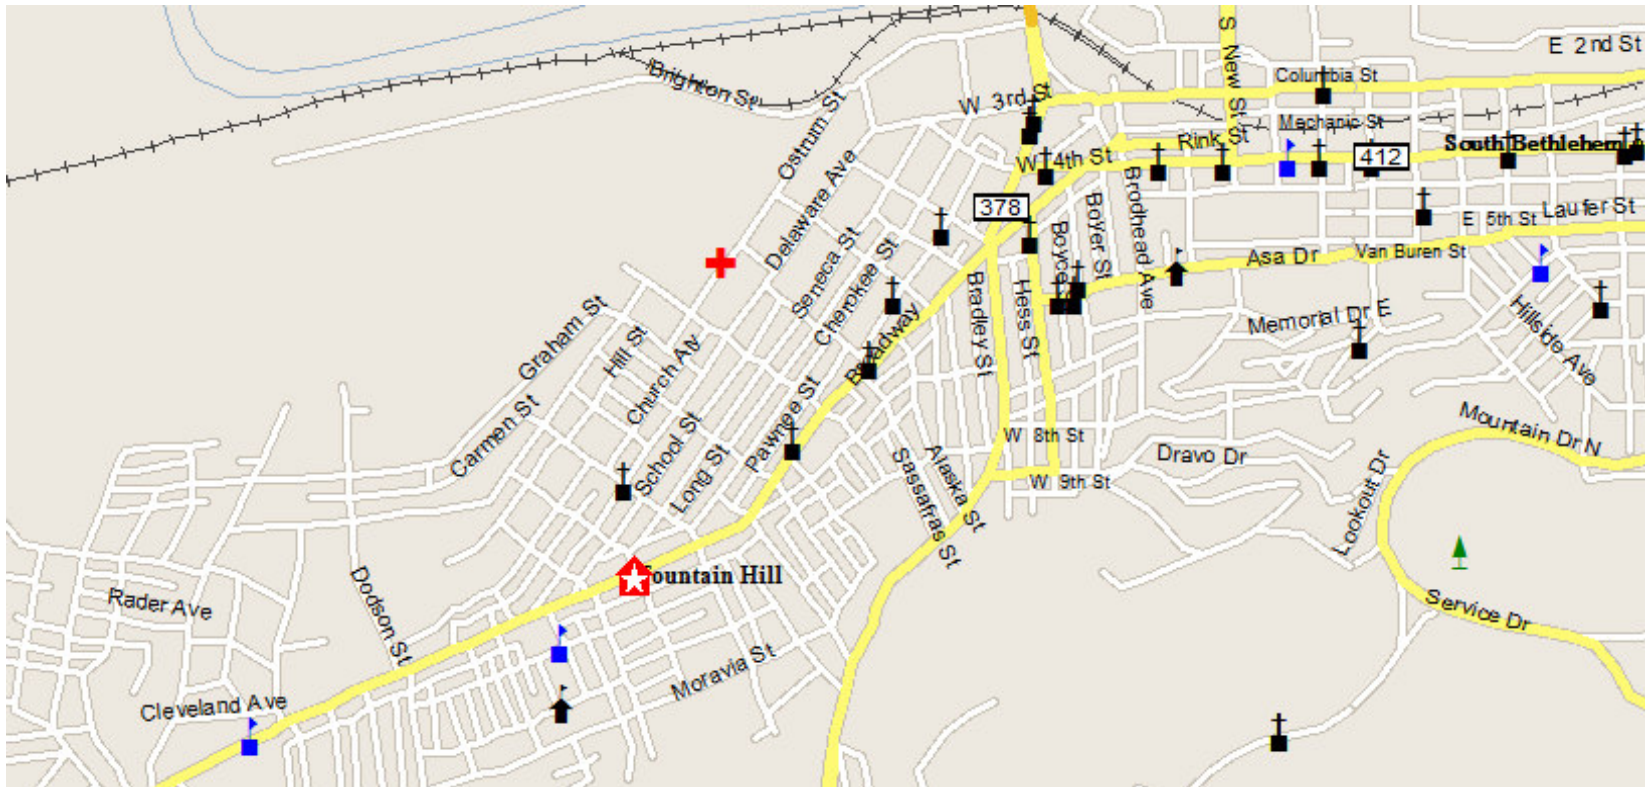 E 2nd St
S New St
Columbia St
Brighton St
W 3rd St
Mechanic St
Ostrum St
Rink St
South Bethlehem
W 4th St
412
Delaware Ave
Brodhead Ave
378
Boyer St
Laufer St
E 5th St
Seneca St
Cherokee St
Van Buren St
Asa Dr
Bradley St
Hess St
Memorial Dr E
Hillside Ave
Graham St
Hill St
Church Aly
Broadway
Pawnee St
Carmen St
School St
Long St
W 8th St
Mountain Dr N
Dravo Dr
Alaska St
Sassafras St
W 9th St
Lookout Dr
Dodson St
Fountain Hill
Rader Ave
Service Dr
Moravia St
Cleveland Ave